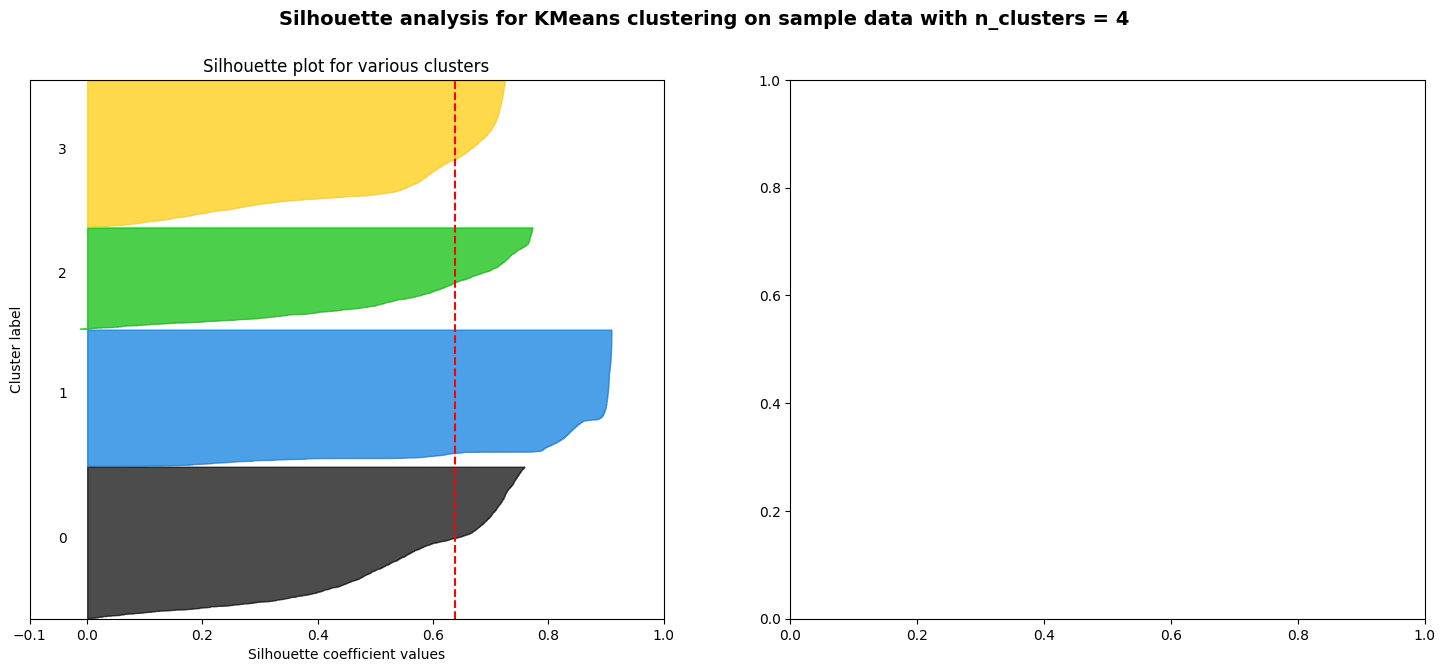 Silhouette analysis for KMeans clustering on sample data with n_clusters = 4
Silhouette plot for various clusters
Cluster label
3
2
1
0
−0.1 0.0 0.2 0.4 0.6 0.8 1.0
Silhouette coefficient values
1.0
0.8
0.6
0.4
0.2
0.0
0.0 0.2 0.4 0.6 0.8 1.0